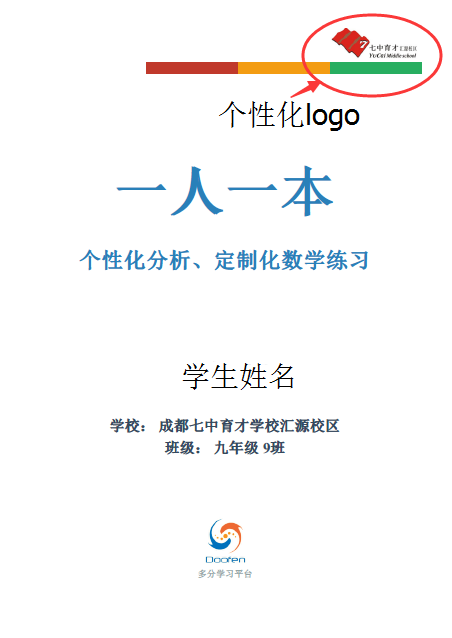 七中育才汇源校区
YuCai Middle school
个性化logo
一人一本
个性化分析、定制化数学练习
学生姓名
学校： 成都七中育才学校汇源校区
班级： 九年级 9班
Doofen
多分学习平台